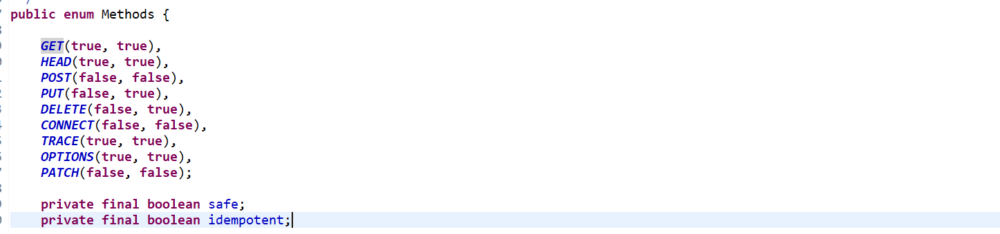 public enum Methods {
GET(true, true),
HEAD(true, true),
POST(false, false),
PUT(false, true),
DELETE(false, true),
CONNECT(false, false),
TRACE(true, true),
OPTIONS(true, true),
PATCH(false, false);
private final boolean safe;
private final boolean idempotent;